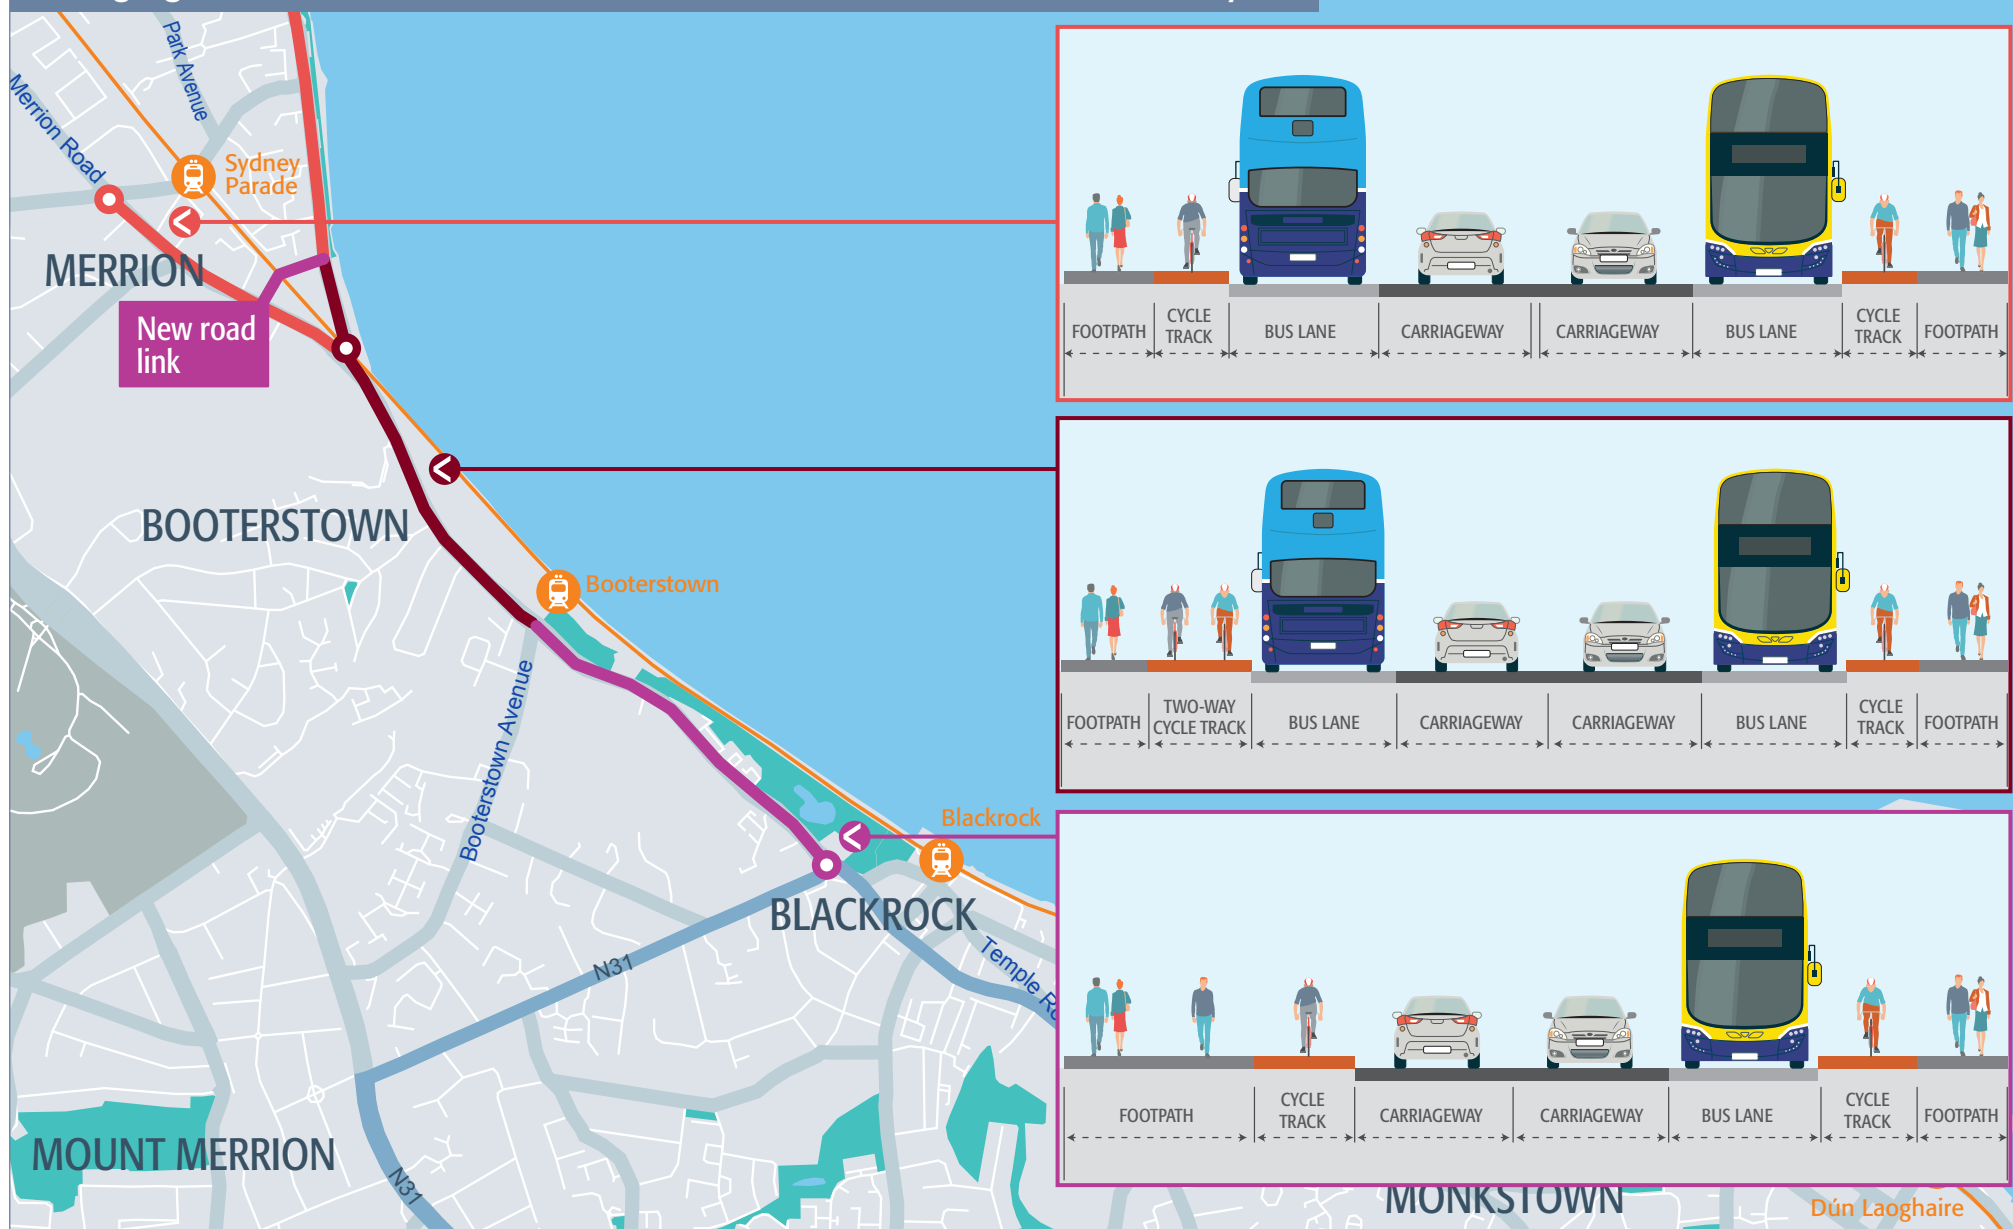 Park Avenue
Merrion Road
Sydney
Parade
MERRION
New road
link
BOOTERSTOWN
Booterstown
Booterstown Avenue
Blackrock
BLACKROCK
N31
Temple
MOUNT MERRION
N31
MONKSTOWN
Dún Laoghaire
FOOTPATH
CYCLE
TRACK
BUS LANE
CARRIAGEWAY
CARRIAGEWAY
BUS LANE
CYCLE
TRACK
FOOTPATH
FOOTPATH
TWO-WAY
CYCLE TRACK
BUS LANE
CARRIAGEWAY
CARRIAGEWAY
BUS LANE
CYCLE
TRACK
FOOTPATH
FOOTPATH
CYCLE
TRACK
CARRIAGEWAY
CARRIAGEWAY
BUS LANE
CYCLE
TRACK
FOOTPATH